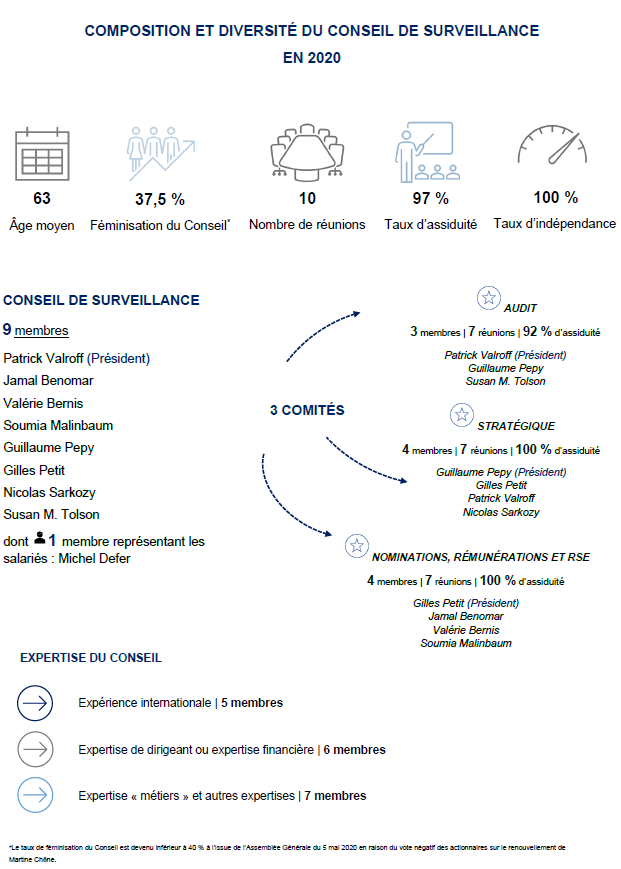 COMPOSITION ET DIVERSITÉ DU CONSEIL DE SURVEILLANCE
EN 2020
63
Âge moyen
37,5 %
Féminisation du Conseil*
10
Nombre de réunions
97 %
Taux d'assiduité
100 %
Taux d'indépendance
CONSEIL DE SURVEILLANCE
9 membres
Patrick Valroff (Président)
Jamal Benomar
Valérie Bernis
Soumia Malinbaum
Guillaume Pepy
Gilles Petit
Nicolas Sarkozy
Susan M. Tolson
dont 1 membre représentant les
salariés : Michel Defer
3 COMITÉS
AUDIT
3 membres | 7 réunions | 92 % d'assiduité
Patrick Valroff (Président)
Guillaume Pepy
Susan M. Tolson
STRATÉGIQUE
4 membres | 7 réunions | 100 % d'assiduité
Guillaume Pepy (Président)
Gilles Petit
Patrick Valroff
Nicolas Sarkozy
NOMINATIONS, RÉMUNÉRATIONS ET RSE
4 membres | 7 réunions | 100 % d'assiduité
Gilles Petit (Président)
Jamal Benomar
Valérie Bernis
Soumia Malinbaum
EXPERTISE DU CONSEIL
Expérience internationale | 5 membres
Expertise de dirigeant ou expertise financière | 6 membres
Expertise « métiers » et autres expertises | 7 membres
*Le taux de féminisation du Conseil est devenu inférieur à 40 % à l'issue de l'Assemblée Générale du 5 mai 2020 en raison du vote négatif des actionnaires sur le renouvellement de
Martine Chêne.